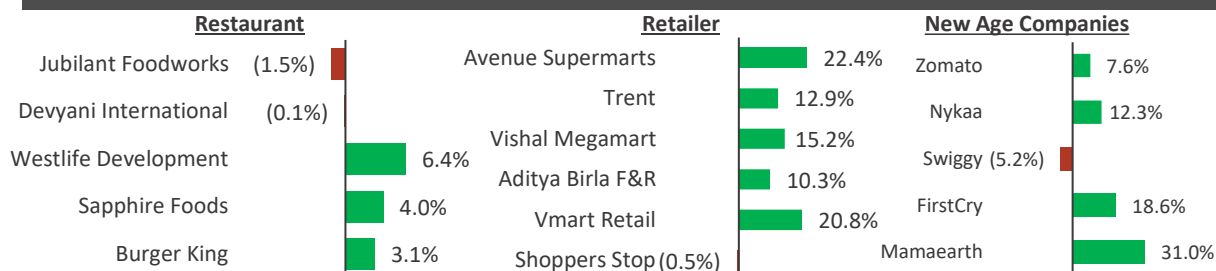 Restaurant
Jubilant Foodworks (1.5%)
Devyani International (0.1%)
Westlife Development 6.4%
Sapphire Foods 4.0%
Burger King 3.1%
Retailer
Avenue Supermarts 22.4%
Trent 12.9%
Vishal Megamart 15.2%
Aditya Birla F&R 10.3%
Vmart Retail 20.8%
Shoppers Stop (0.5%)
New Age Companies
Zomato 7.6%
Nykaa 12.3%
Swiggy (5.2%)
FirstCry 18.6%
Mamaearth 31.0%